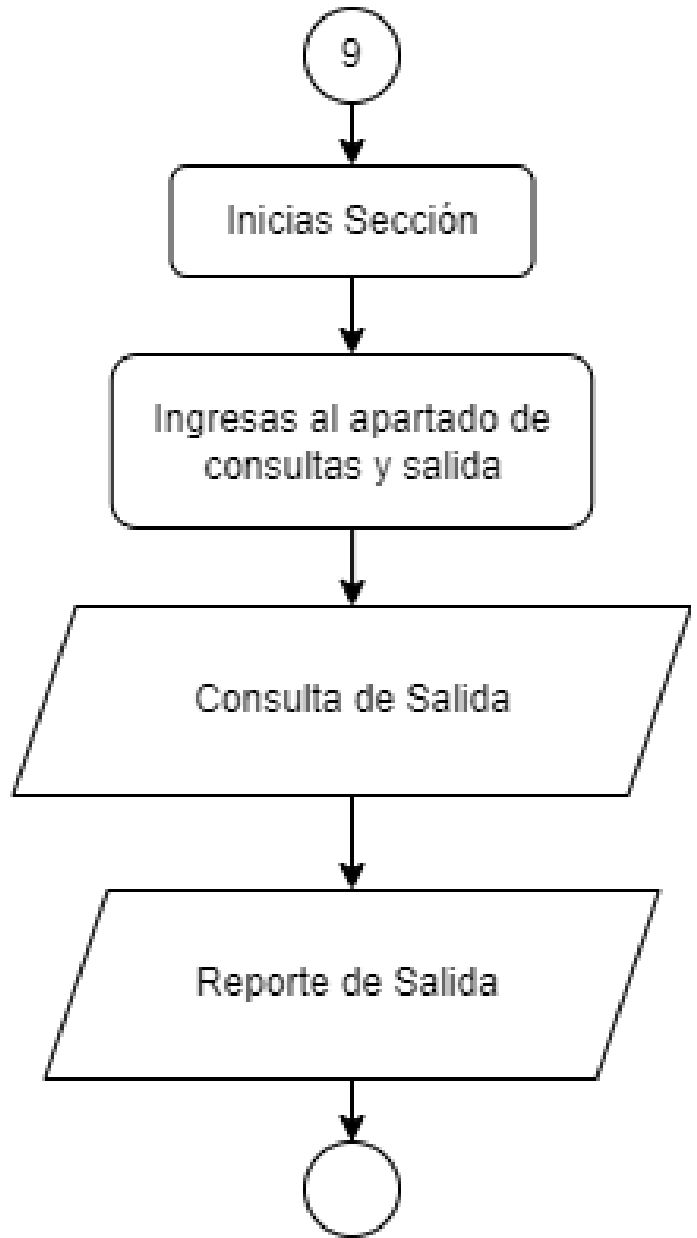 9
Inicias Sección
Ingresas al apartado de
consultas y salida
Consulta de Salida
Reporte de Salida